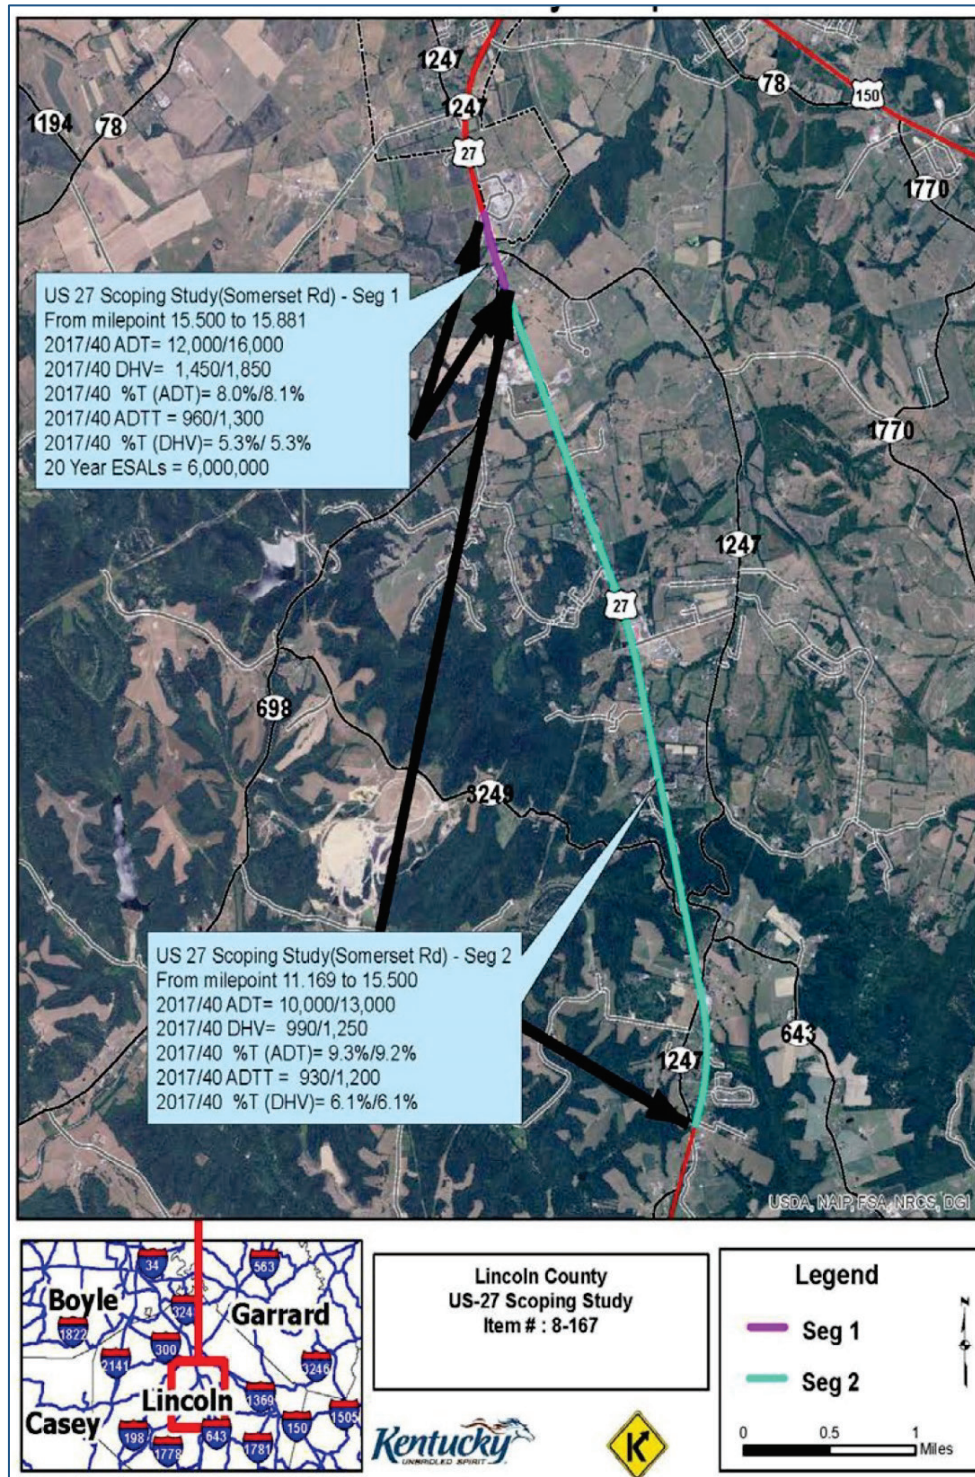 1247
1247
27
1194
78
78
150
1770
US 27 Scoping Study(Somerset Rd) - Seg 1
From milepoint 15.500 to 15.881
2017/40 ADT= 12,000/16,000
2017/40 DHV=  1,450/1,850
2017/40  %T (ADT)= 8.0%/8.1%
2017/40 ADTT = 960/1,300
2017/40  %T (DHV)= 5.3%/ 5.3%
20 Year ESALs = 6,000,000
1770
1247
27
698
3249
US 27 Scoping Study(Somerset Rd) - Seg 2
From milepoint 11.169 to 15.500
2017/40 ADT= 10,000/13,000
2017/40 DHV=  990/1,250
2017/40  %T (ADT)= 9.3%/9.2%
2017/40 ADTT =  930/1,200
2017/40  %T (DHV)= 6.1%/6.1%
643
1247
USDA, NAIP, FSA, NRCS, DGI
34
563
Boyle
324
Garrard
1822
300
2141
3246
Lincoln
1369
1505
Casey
198
643
150
1778
1781
Lincoln County
US-27 Scoping Study
Item # : 8-167
Kentucky
UNBRIDLED SPIRIT
K
Legend
N
Seg 1
Seg 2
0 0.5 1
Miles